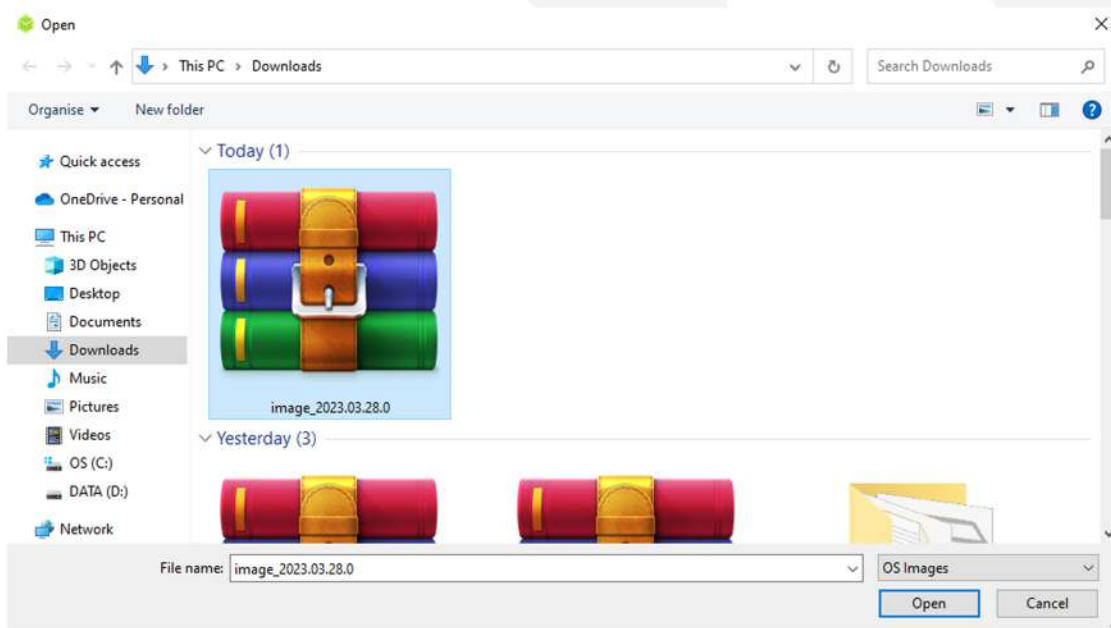 Open
This PC > Downloads
Search Downloads
Organise
New folder
Quick access
OneDrive - Personal
This PC
3D Objects
Desktop
Documents
Downloads
Music
Pictures
Videos
OS (C:)
DATA (D:)
Network
Today (1)
image_2023.03.28.0
Yesterday (3)
File name: image_2023.03.28.0
OS Images
Open
Cancel